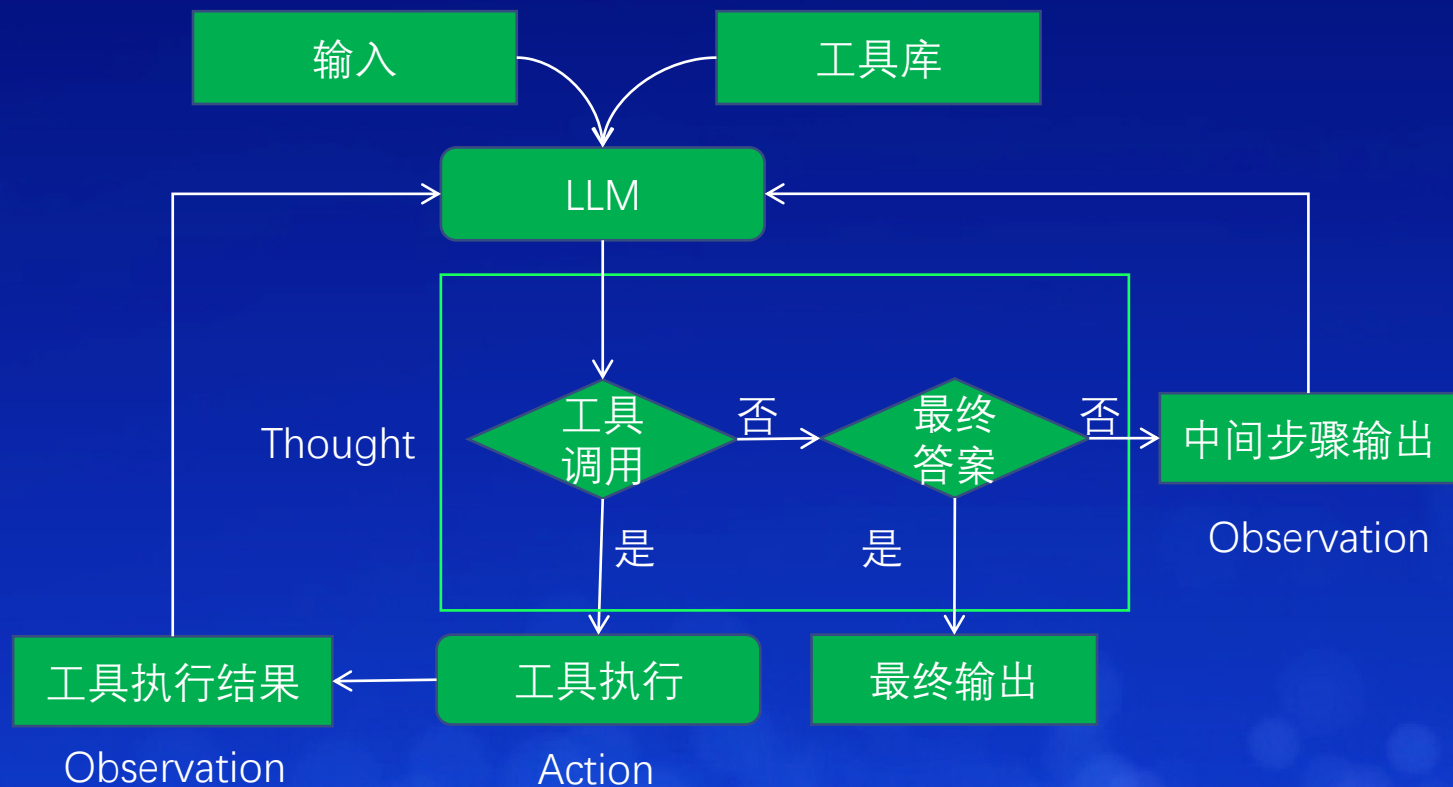 输入
工具库
LLM
Thought
工具
调用
否
最终
答案
否
中间步骤输出
Observation
是
是
工具执行结果
工具执行
最终输出
Observation
Action